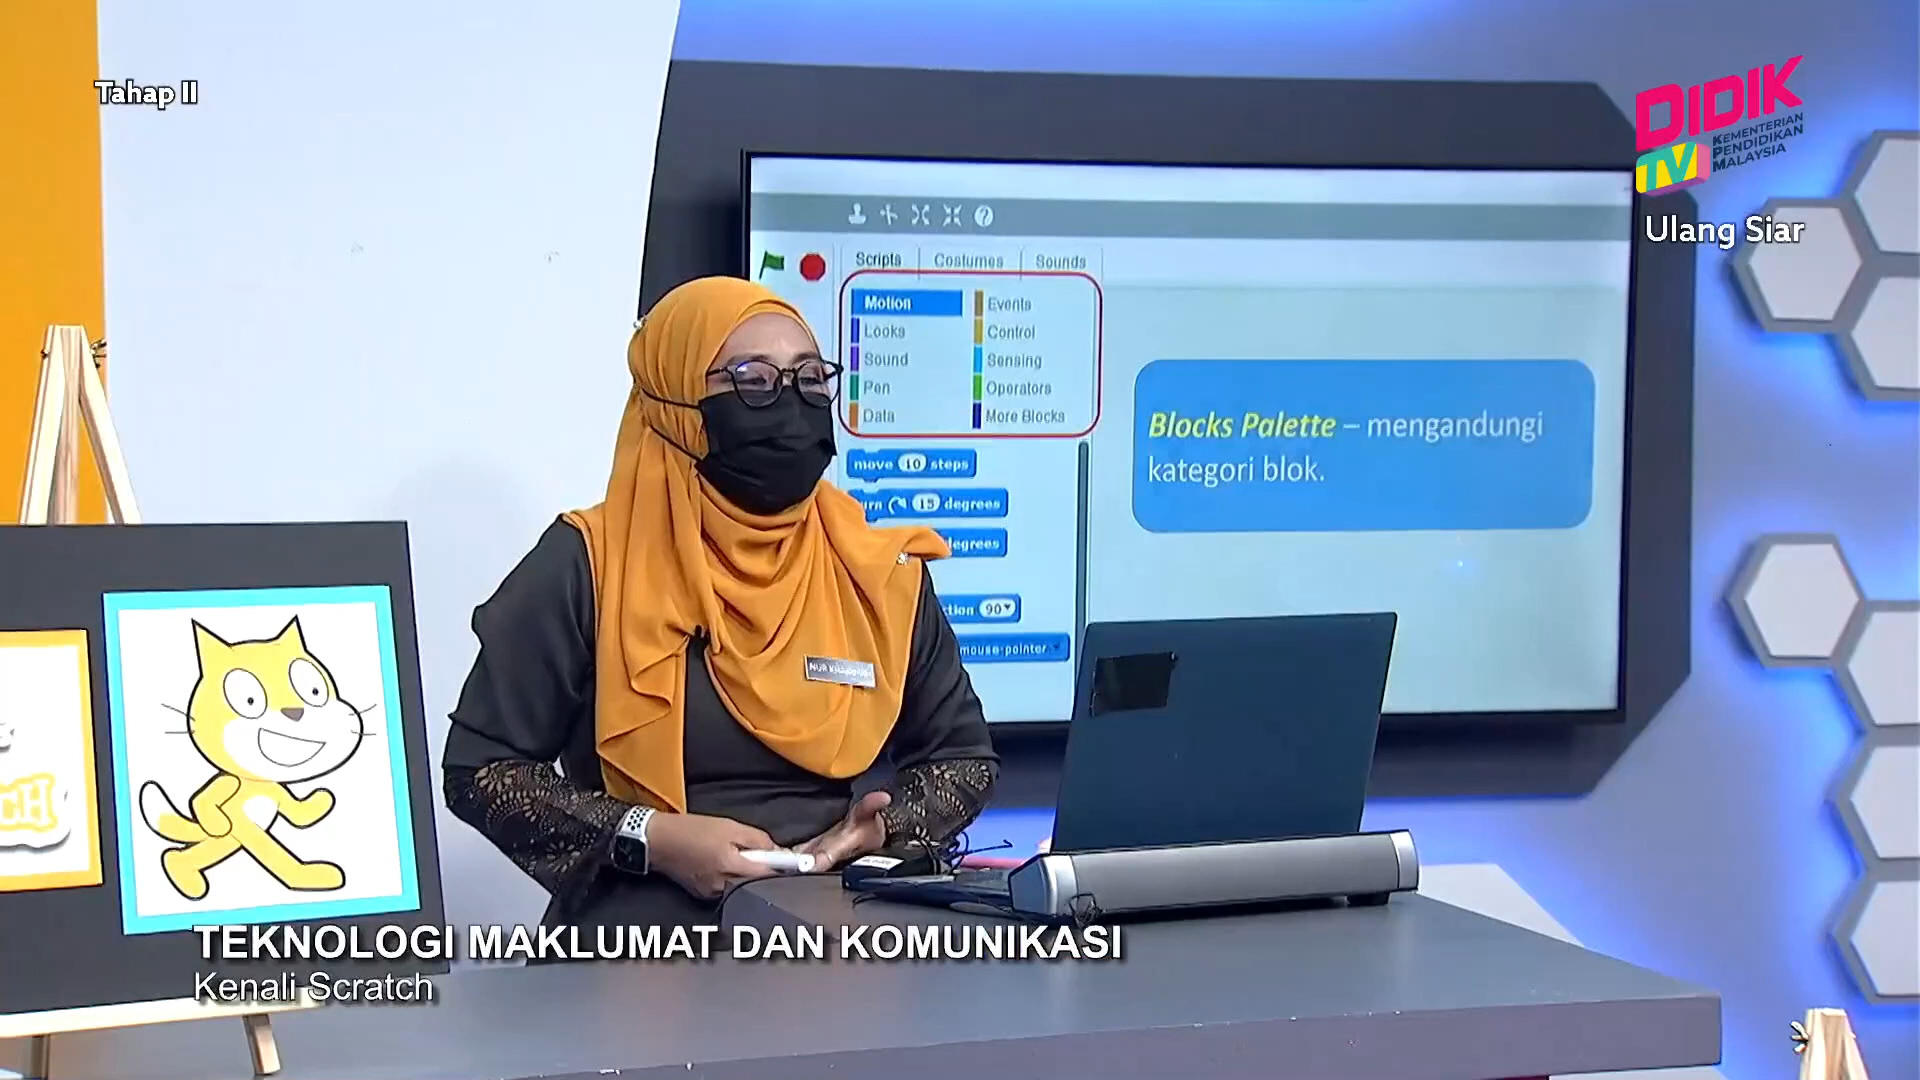 Tahap II
DIDIK
TV
KEMENTERIAN
PENDIDIKAN
MALAYSIA
Ulang Siar
Scripts Costumes Sounds
Motion Events
Looks Control
Sound Sensing
Pen Operators
Data More Blocks
move 10 steps
15 degrees
degrees
90
mouse-pointer
Blocks Palette – mengandungi
kategori blok.
NUR
TEKNOLOGI MAKLUMAT DAN KOMUNIKASI
Kenali Scratch